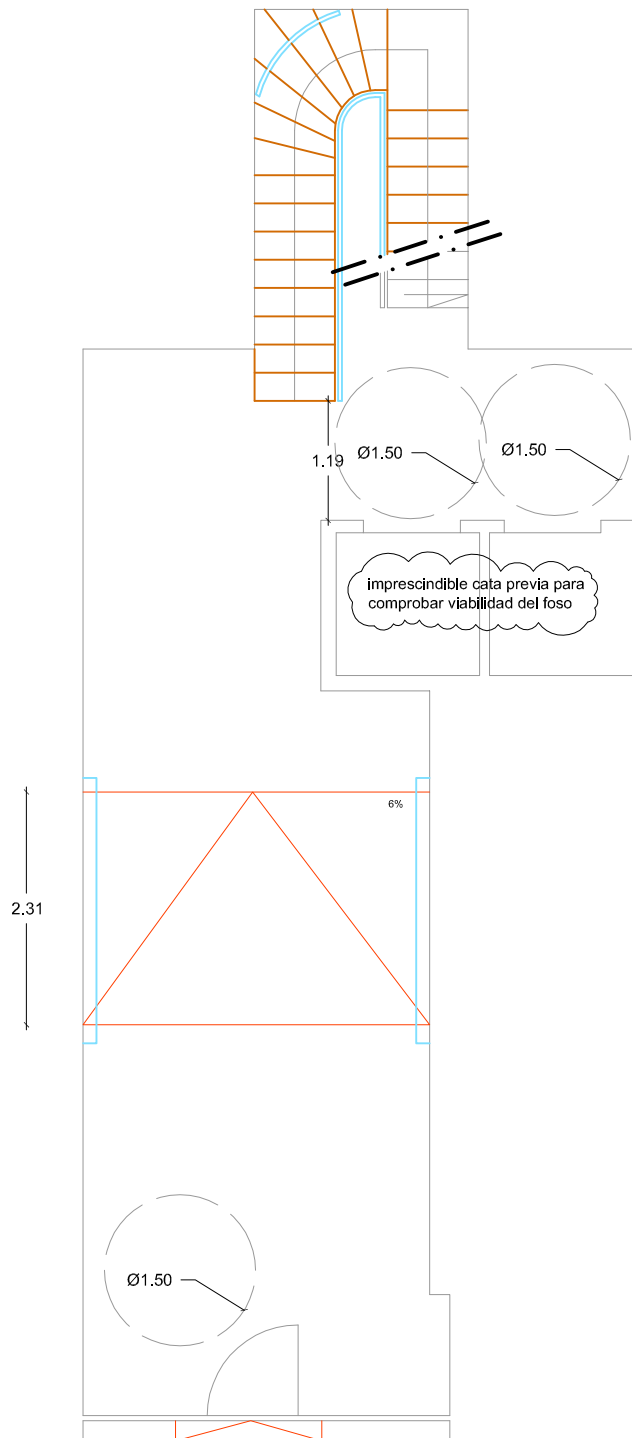 1.19
Ø1.50
Ø1.50
imprescindible cata previa para
comprobar viabilidad del foso
6%
2.31
Ø1.50